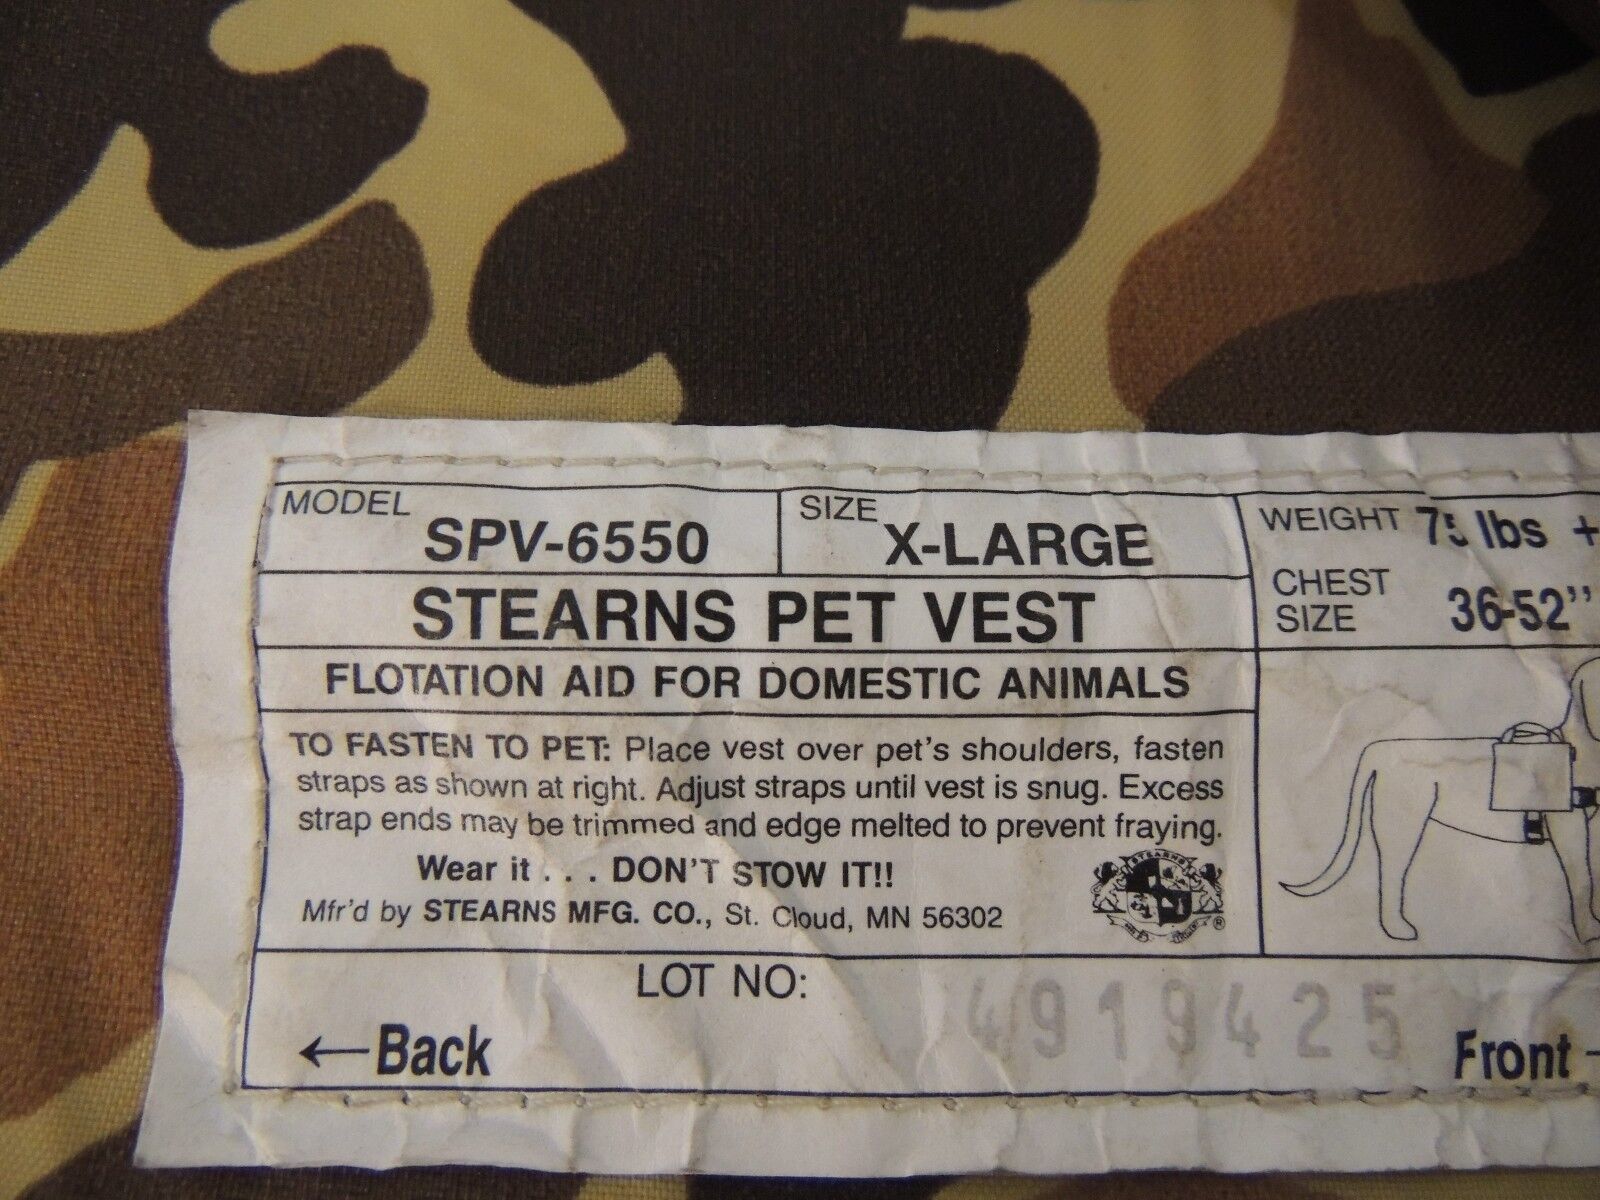 MODEL SPV-6550 SIZE X-LARGE WEIGHT 75 lbs +
CHEST SIZE 36-52"
STEARNS PET VEST
FLOTATION AID FOR DOMESTIC ANIMALS
TO FASTEN TO PET: Place vest over pet's shoulders, fasten
straps as shown at right. Adjust straps until vest is snug. Excess
strap ends may be trimmed and edge melted to prevent fraying.
Wear it . . . DON'T STOW IT!!
Mfr'd by STEARNS MFG. CO., St. Cloud, MN 56302
STEARNS
®
LOT NO: 4919425
←Back Front